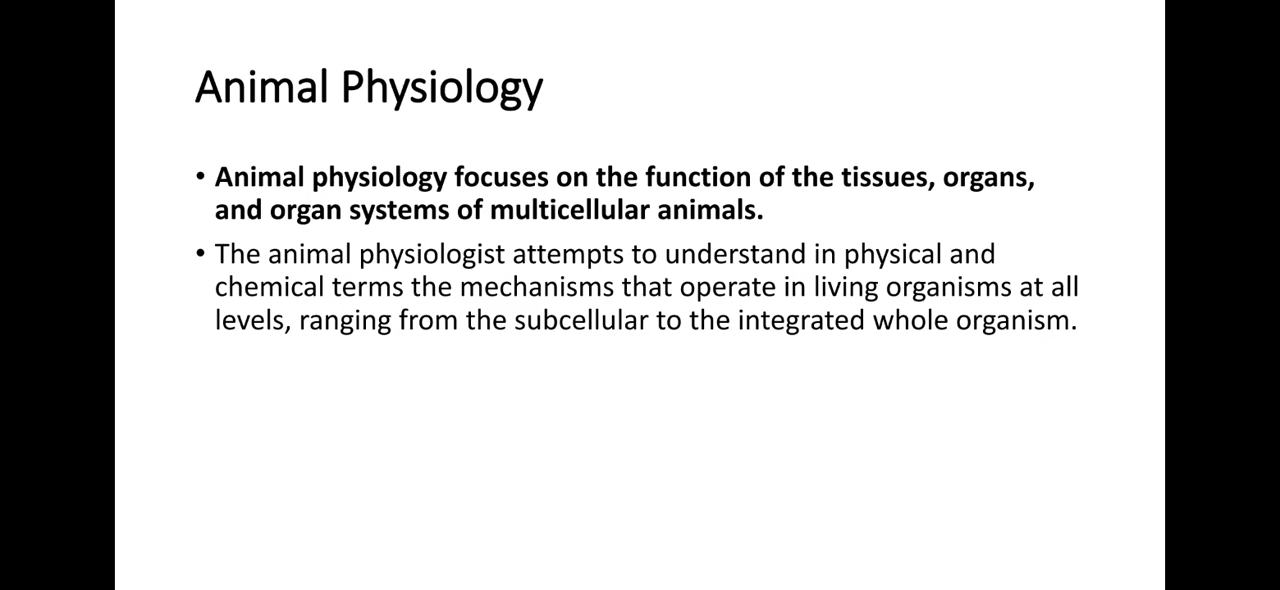 Animal Physiology
• Animal physiology focuses on the function of the tissues, organs,
and organ systems of multicellular animals.
• The animal physiologist attempts to understand in physical and
chemical terms the mechanisms that operate in living organisms at all
levels, ranging from the subcellular to the integrated whole organism.